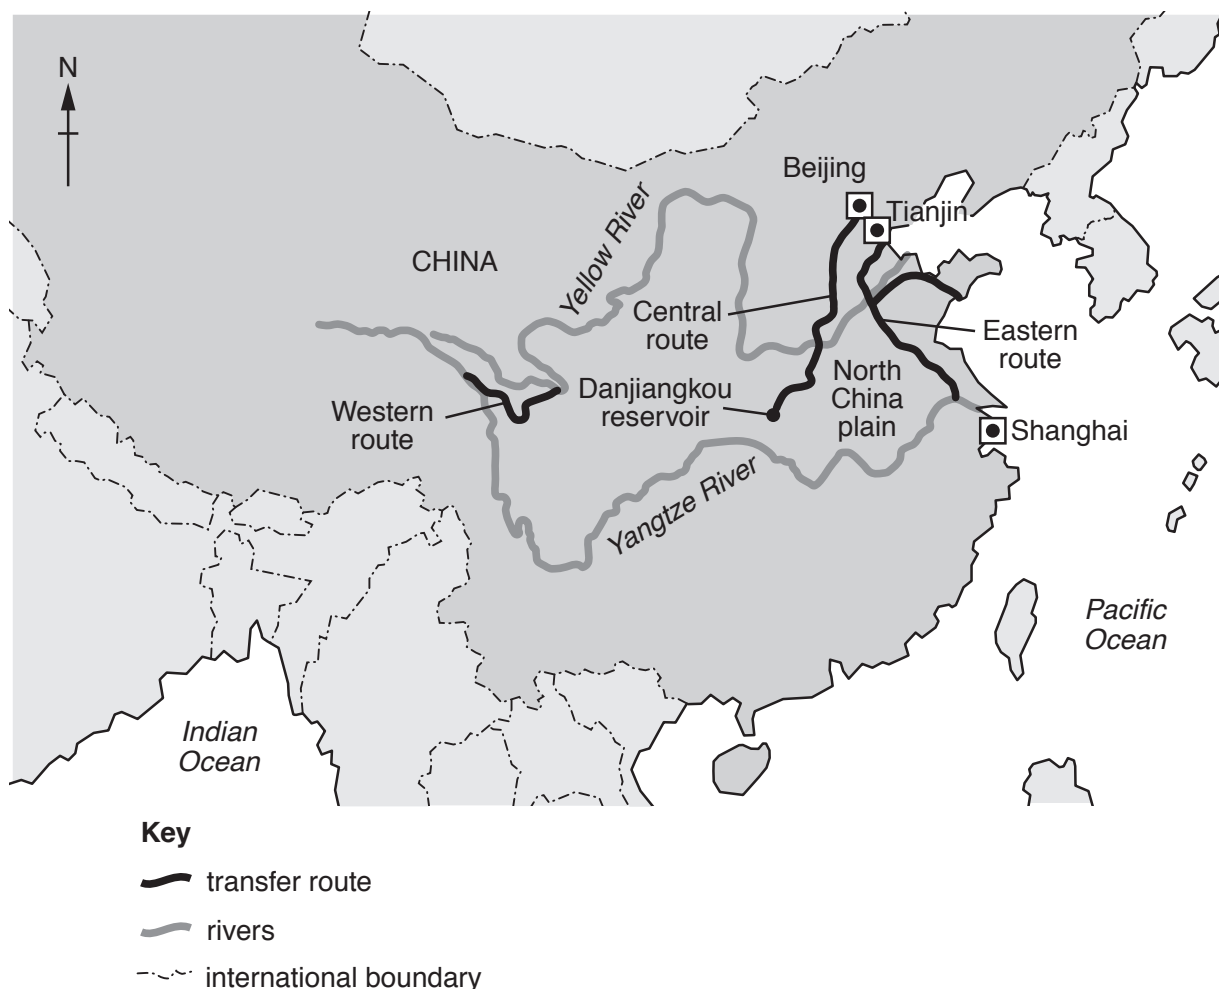 N
Beijing
Tianjin
CHINA
Yellow River
Central
route
Eastern
route
Danjiangkou
reservoir
North
China
plain
Western
route
Shanghai
Yangtze River
Pacific
Ocean
Indian
Ocean
Key
transfer route
rivers
international boundary